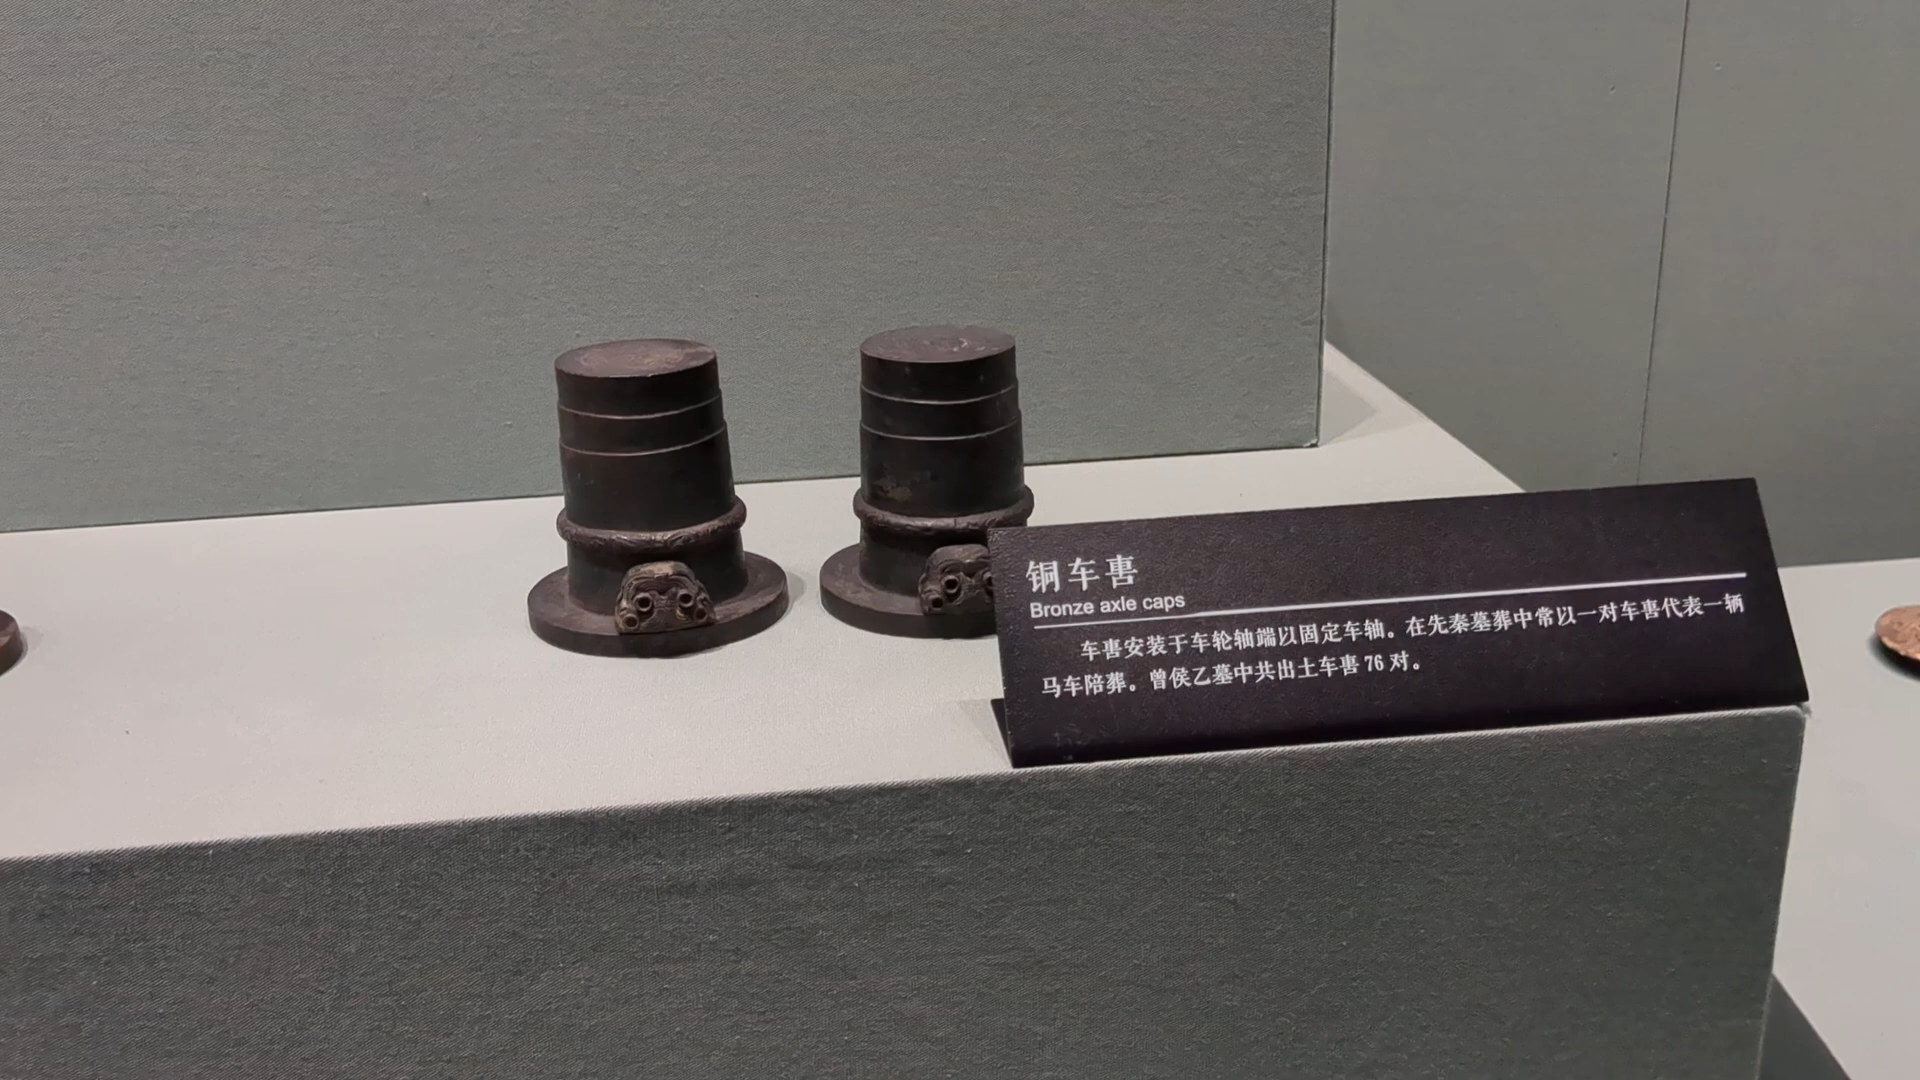 铜车軎
Bronze axle caps
车軎安装于车轮轴端以固定车轴。在先秦墓葬中常以一对车軎代表一辆
马车陪葬。曾侯乙墓中共出土车軎76对。